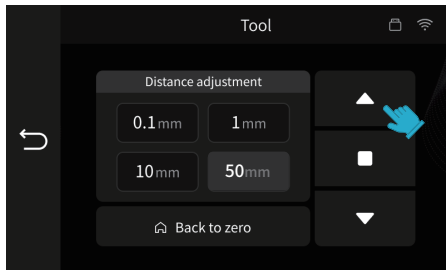 Tool
Distance adjustment
0.1mm 1mm
10mm 50mm
Back to zero